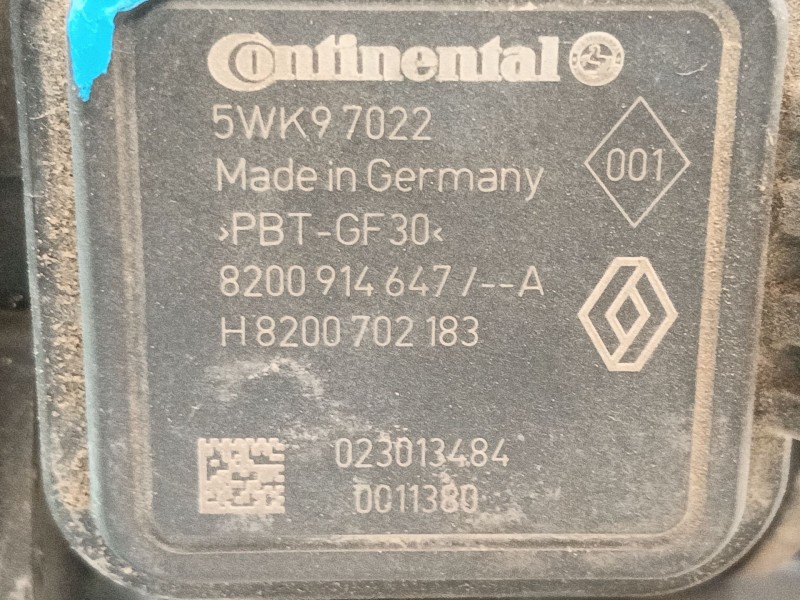 Continental
5WK9 7022
Made in Germany
001
›PBT-GF30‹
8200 914 647 /--A
H 8200 702 183
023013484
0011380